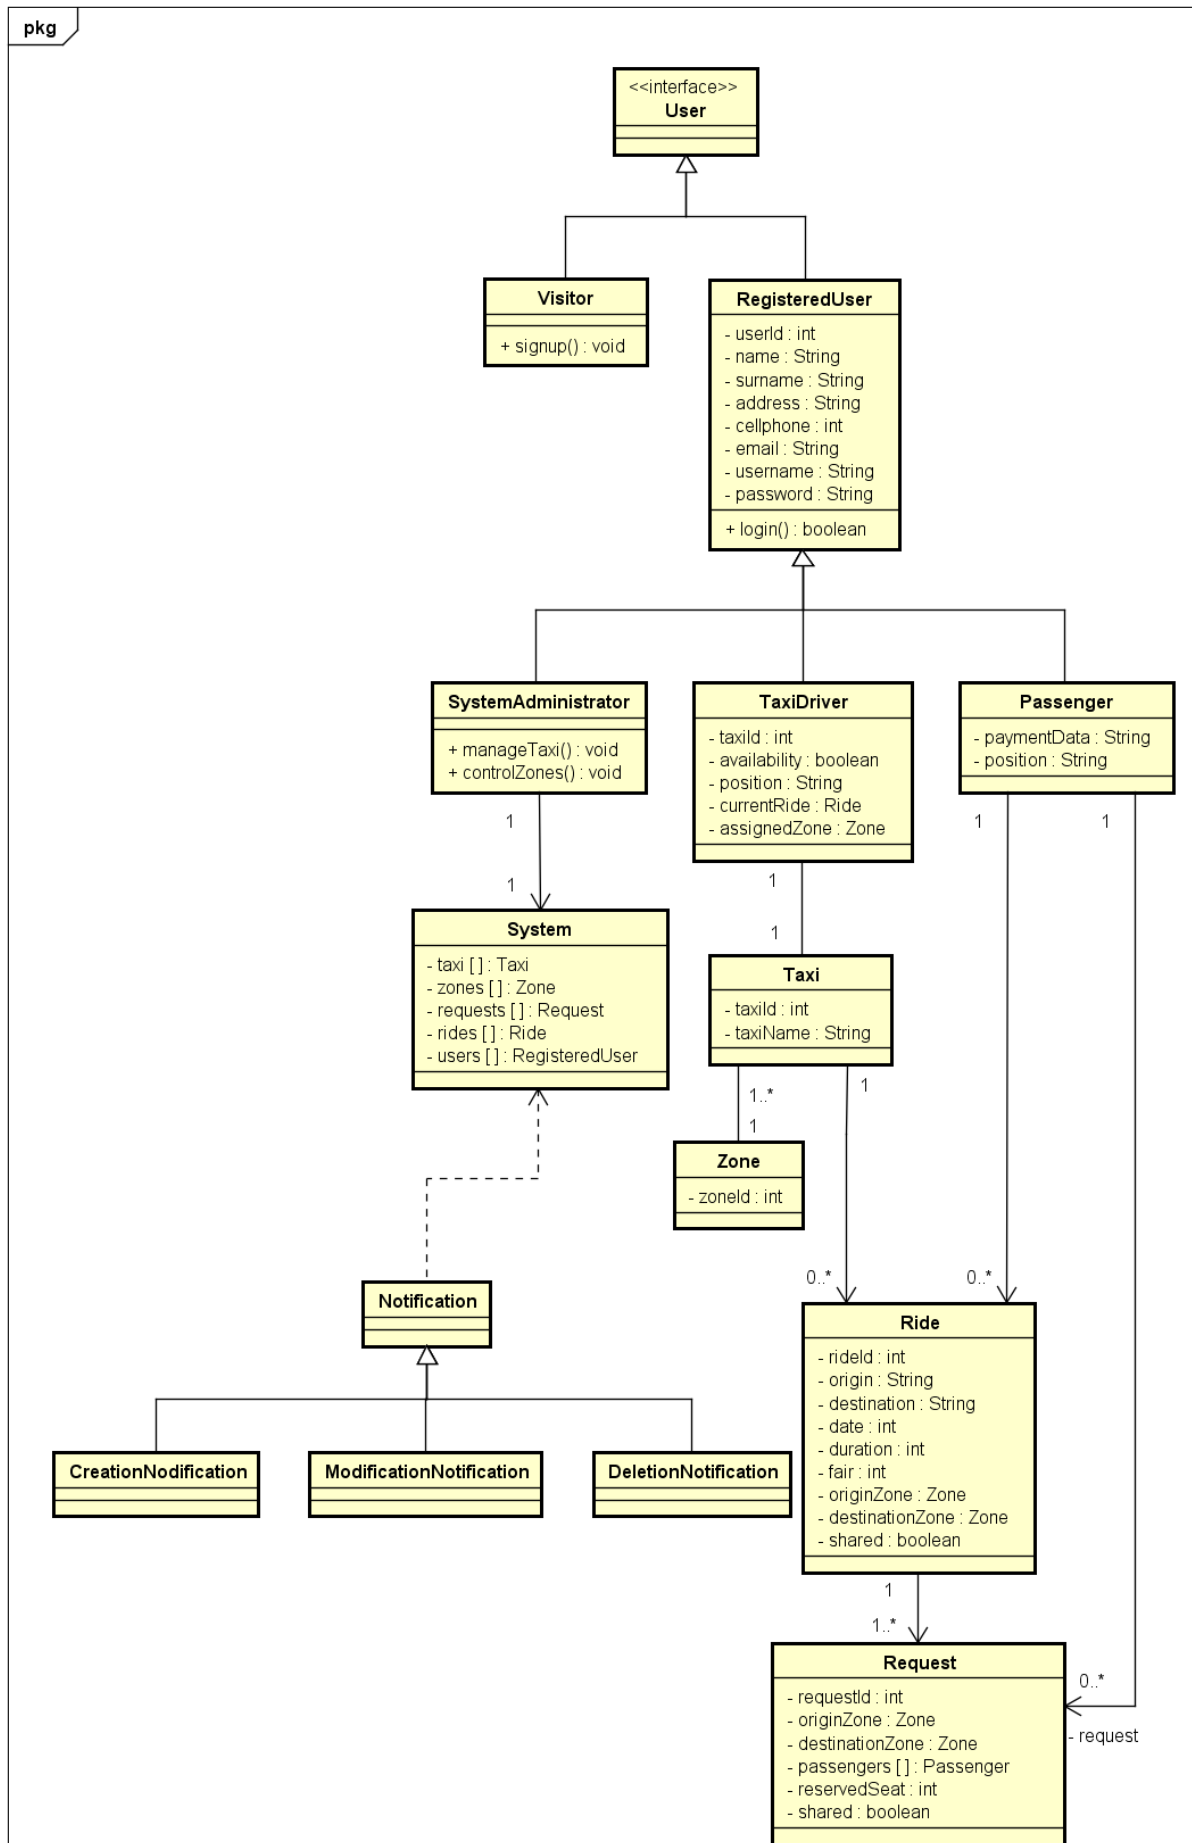 pkg
<<interface>>
User
Visitor
+ signup() : void
RegisteredUser
- userId : int
- name : String
- surname : String
- address : String
- cellphone : int
- email : String
- username : String
- password : String
+ login() : boolean
SystemAdministrator
+ manageTaxi() : void
+ controlZones() : void
TaxiDriver
- taxiId : int
- availability : boolean
- position : String
- currentRide : Ride
- assignedZone : Zone
Passenger
- paymentData : String
- position : String
1
1
1
1
1
1
System
- taxi [ ] : Taxi
- zones [ ] : Zone
- requests [ ] : Request
- rides [ ] : Ride
- users [ ] : RegisteredUser
Taxi
- taxiId : int
- taxiName : String
1..*
1
1
Zone
- zoneId : int
0..*
0..*
Notification
CreationNodification
ModificationNotification
DeletionNotification
Ride
- rideId : int
- origin : String
- destination : String
- date : int
- duration : int
- fair : int
- originZone : Zone
- destinationZone : Zone
- shared : boolean
1
1..*
Request
- requestId : int
- originZone : Zone
- destinationZone : Zone
- passengers [ ] : Passenger
- reservedSeat : int
- shared : boolean
0..*
- request